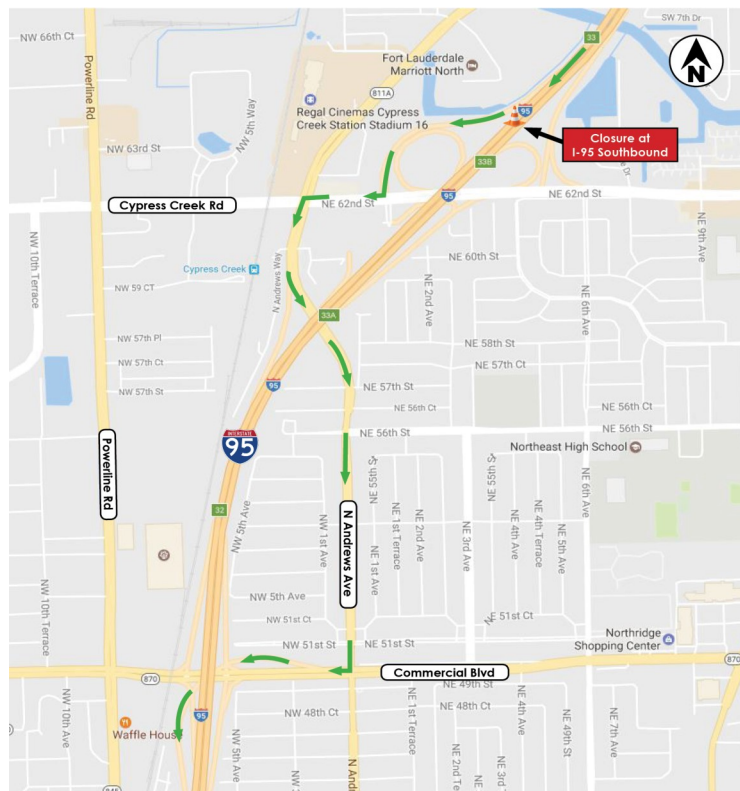 SW 7th Dr
33
NW 66th Ct
Fort Lauderdale
Marriott North
N
Powerline Rd
811A
NW 5th Way
Regal Cinemas Cypress
Creek Station Stadium 16
95
Closure at
I-95 Southbound
NW 63rd St
33B
Dr
Cypress Creek Rd
NE 62nd St
NE 62nd St
95
NW 10th Terrace
NE 9th Ave
NE 60th St
Cypress Creek
N Andrews Way
NE 2nd Ave
NE 6th Ave
NW 59 CT
33A
NW 57th Pl
NE 58th St
NW 57th Ct
NE 57th Ct
NW 57th St
95
NE 57th St
NE 56th Ct
NE 56th Ct
NE 56th St
NE 56th St
INTERSTATE
95
Northeast High School
Powerline Rd
NE 55th S
NE 55th St
NE 6th Ave
32
NW 5th Ave
NW 1st Ave
N Andrews Ave
NE 1st Terrace
NE 2nd Ave
NE 3rd Ave
NE 4th Ave
NE 4th Terrace
NE 5th Ave
NE 1st Ave
NW 10th Terrace
NW 5th Ave
NW 51st Ct
NE 51st Ct
N
NW 51st St
NE 51st St
Northridge
Shopping Center
870
Commercial Blvd
870
NE 49th St
NW 10th Ave
95
NW 48th Ct
NE 48th Ct
NW 5th Ave
NE 1st Terrace
NE 4th Ave
NE 49th St
NE 7th Ave
Waffle House
N Andr
NE 2nd Te
NE 3rd T
845